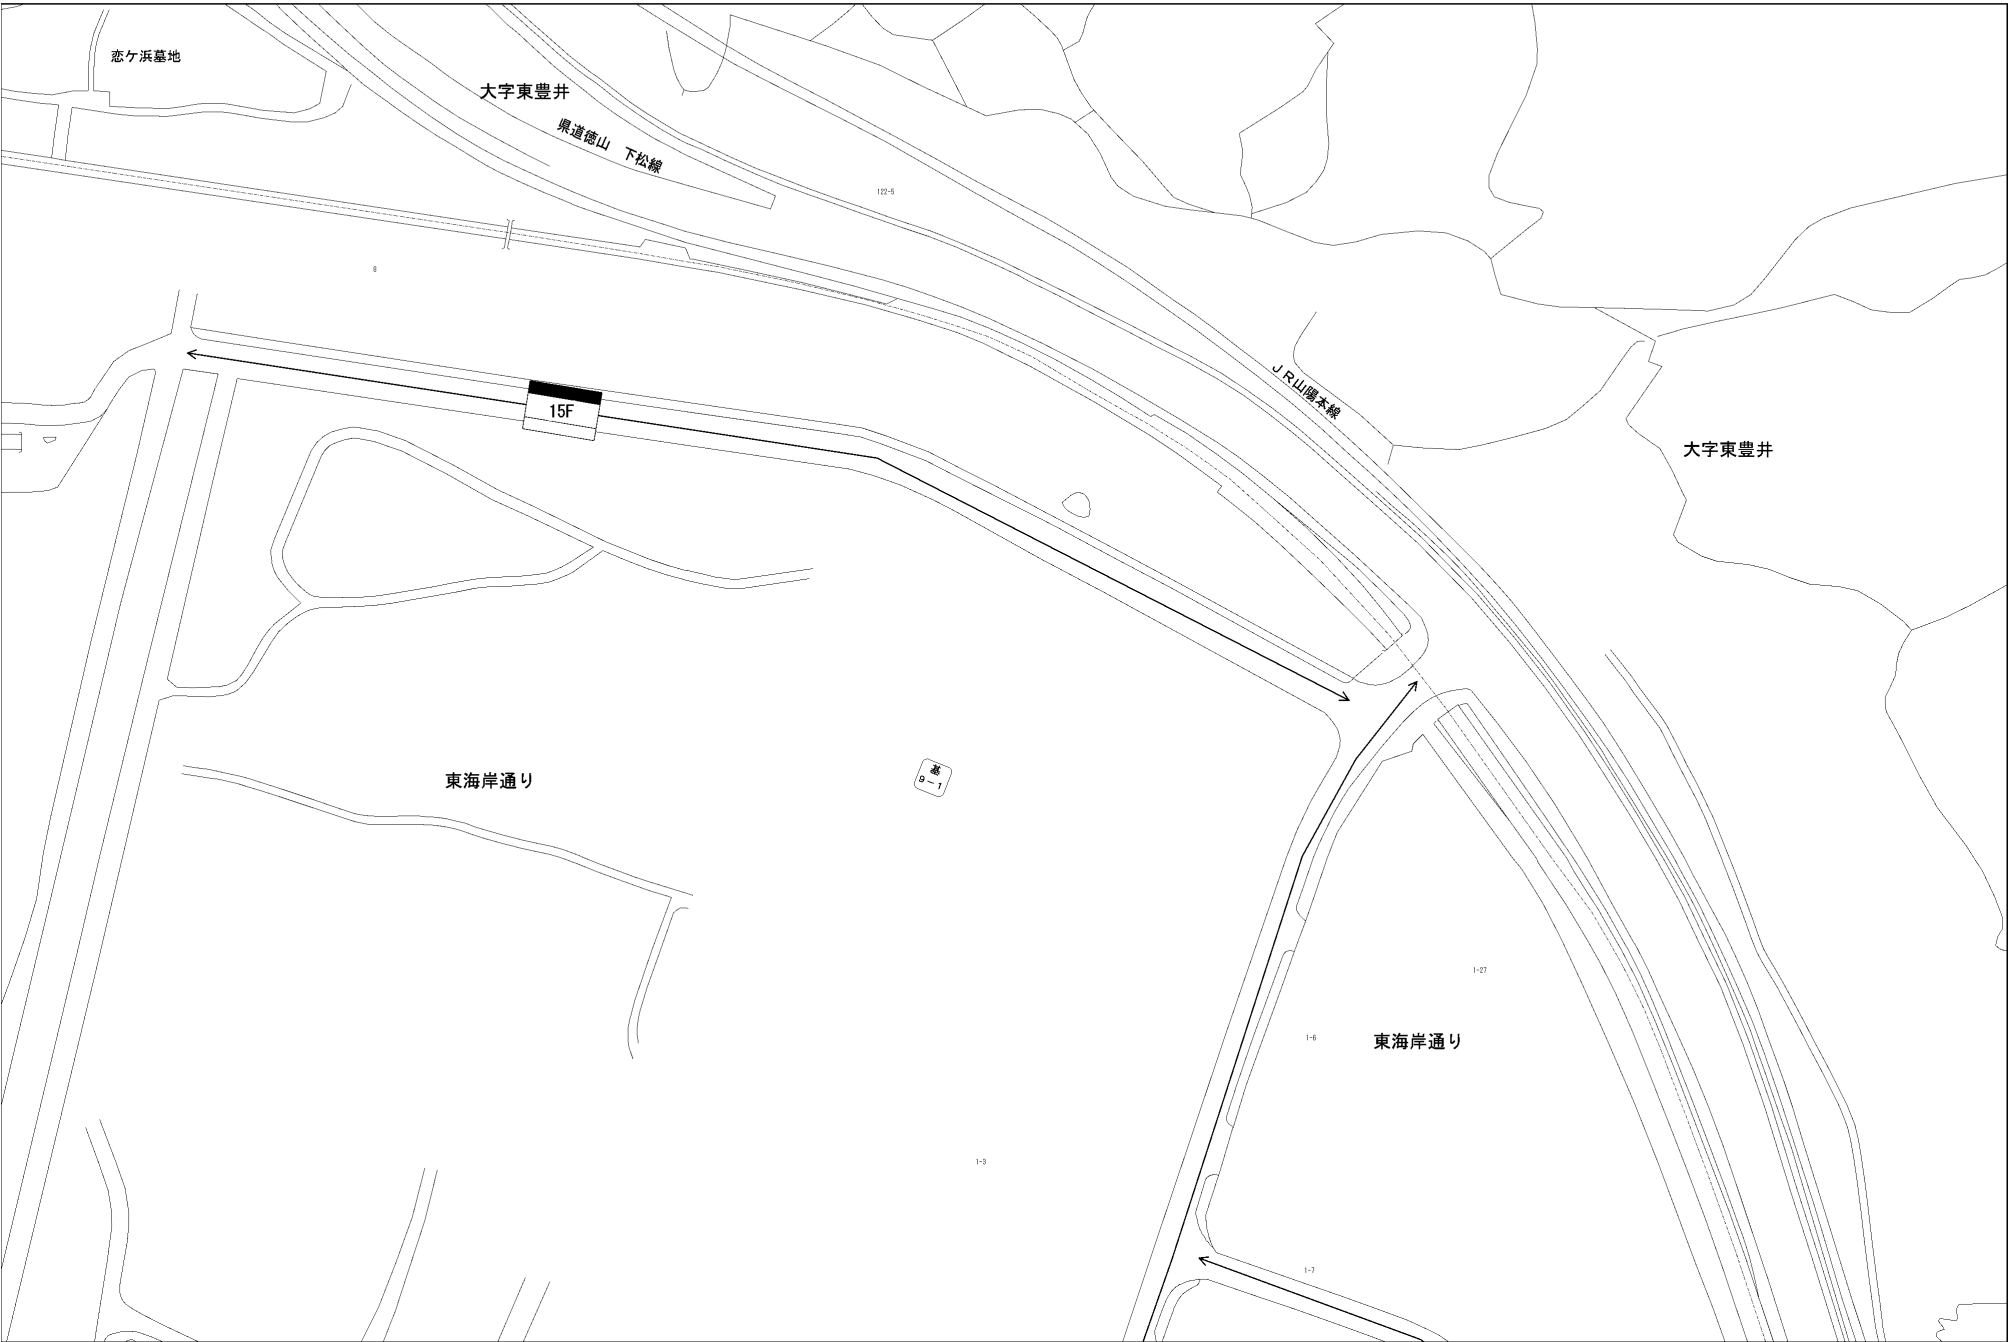 恋ケ浜墓地
大字東豊井
県道徳山　下松線
122-5
6
15F
JR山陽本線
大字東豊井
東海岸通り
基
9-1
1-27
1-6
東海岸通り
1-3
1-7